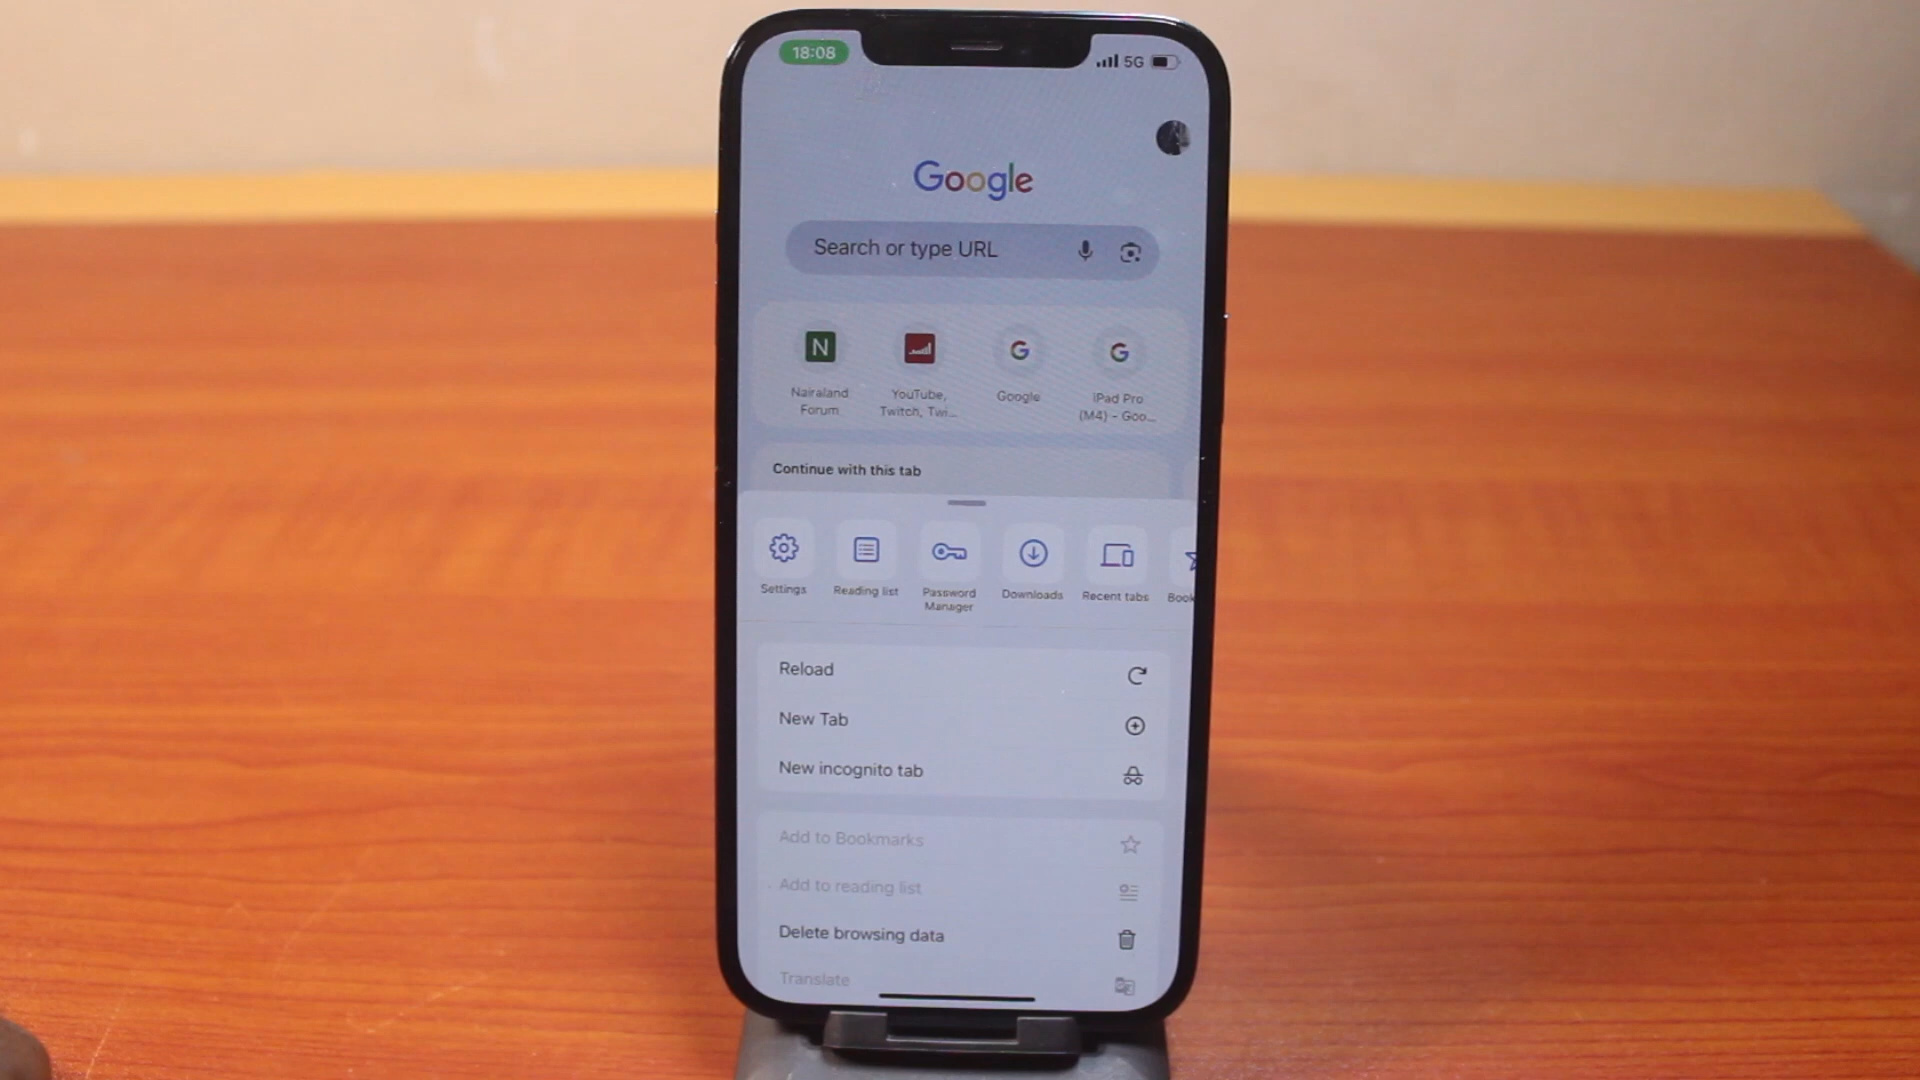 18:08
5G
Google
Search or type URL
N
Nairaland
Forum
YouTube,
Twitch, Twi...
G
Google
G
iPad Pro
(M4) - Goo...
Continue with this tab
Settings
Reading list
Password
Manager
Downloads
Recent tabs
Book
Reload
New Tab
New incognito tab
Add to Bookmarks
Add to reading list
Delete browsing data
Translate